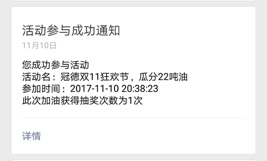 活动参与成功通知
11月10日
您成功参与活动
活动名：冠德双11狂欢节，瓜分22吨油
参加时间：2017-11-10 20:38:23
此次加油获得抽奖次数为1次
详情